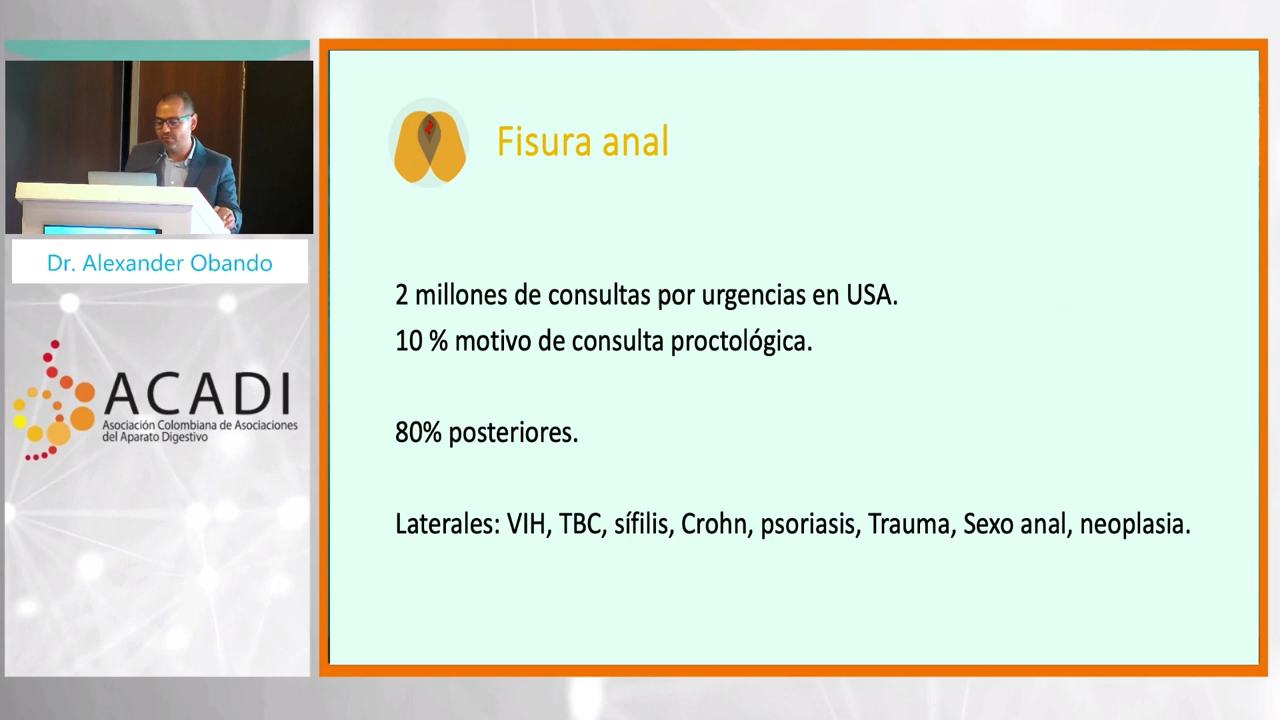 Dr. Alexander Obando
ACADI
Asociación Colombiana de Asociaciones
del Aparato Digestivo
Fisura anal
2 millones de consultas por urgencias en USA.
10 % motivo de consulta proctológica.
80% posteriores.
Laterales: VIH, TBC, sífilis, Crohn, psoriasis, Trauma, Sexo anal, neoplasia.